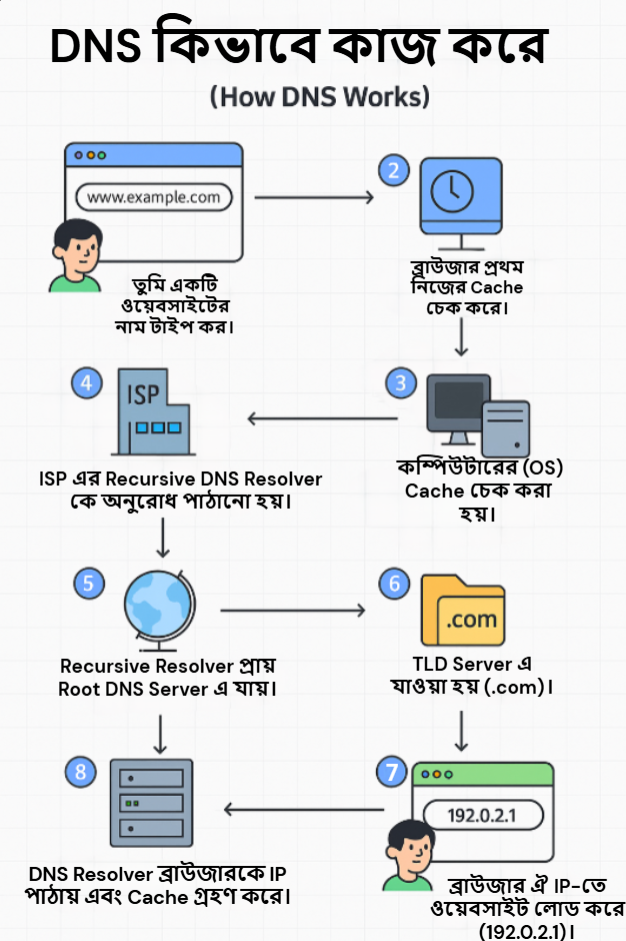 DNS কিভাবে কাজ করে
(How DNS Works)
www.example.com
তুমি একটি
ওয়েবসাইটের
নাম টাইপ কর।
2
ব্রাউজার প্রথম
নিজের Cache
চেক করে।
3
কম্পিউটারের (OS)
Cache চেক করা
হয়।
4
ISP
ISP এর Recursive DNS Resolver
কে অনুরোধ পাঠানো হয়।
5
Recursive Resolver প্রায়
Root DNS Server এ যায়।
6
.com
TLD Server এ
যাওয়া হয় (.com)।
7
192.0.2.1
ব্রাউজার ঐ IP-তে
ওয়েবসাইট লোড করে
(192.0.2.1)।
8
DNS Resolver ব্রাউজারকে IP
পাঠায় এবং Cache গ্রহণ করে।